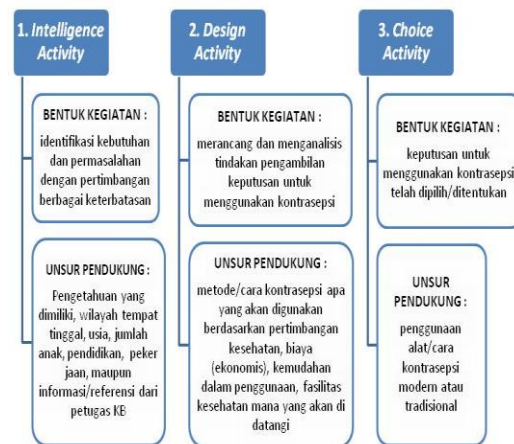 1. Intelligence
Activity
BENTUK KEGIATAN :
identifikasi kebutuhan
dan permasalahan
dengan pertimbangan
berbagai keterbatasan
UNSUR PENDUKUNG :
Pengetahuan yang
dimiliki, wilayah tempat
tinggal, usia, jumlah
anak, pendidikan, peker
jaan, maupun
informasi/referensi dari
petugas KB
2. Design
Activity
BENTUK KEGIATAN :
merancang dan menganalisis
tindakan pengambilan
keputusan untuk
menggunakan kontrasepsi
UNSUR PENDUKUNG :
metode/cara kontrasepsi apa
yang akan digunakan
berdasarkan pertimbangan
kesehatan, biaya
(ekonomis), kemudahan
dalam penggunaan, fasilitas
kesehatan mana yang akan di
datangi
3. Choice
Activity
BENTUK KEGIATAN :
keputusan untuk
menggunakan kontrasepsi
telah dipilih/ditentukan
UNSUR
PENDUKUNG :
penggunaan
alat/cara
kontrasepsi
modern atau
tradisional